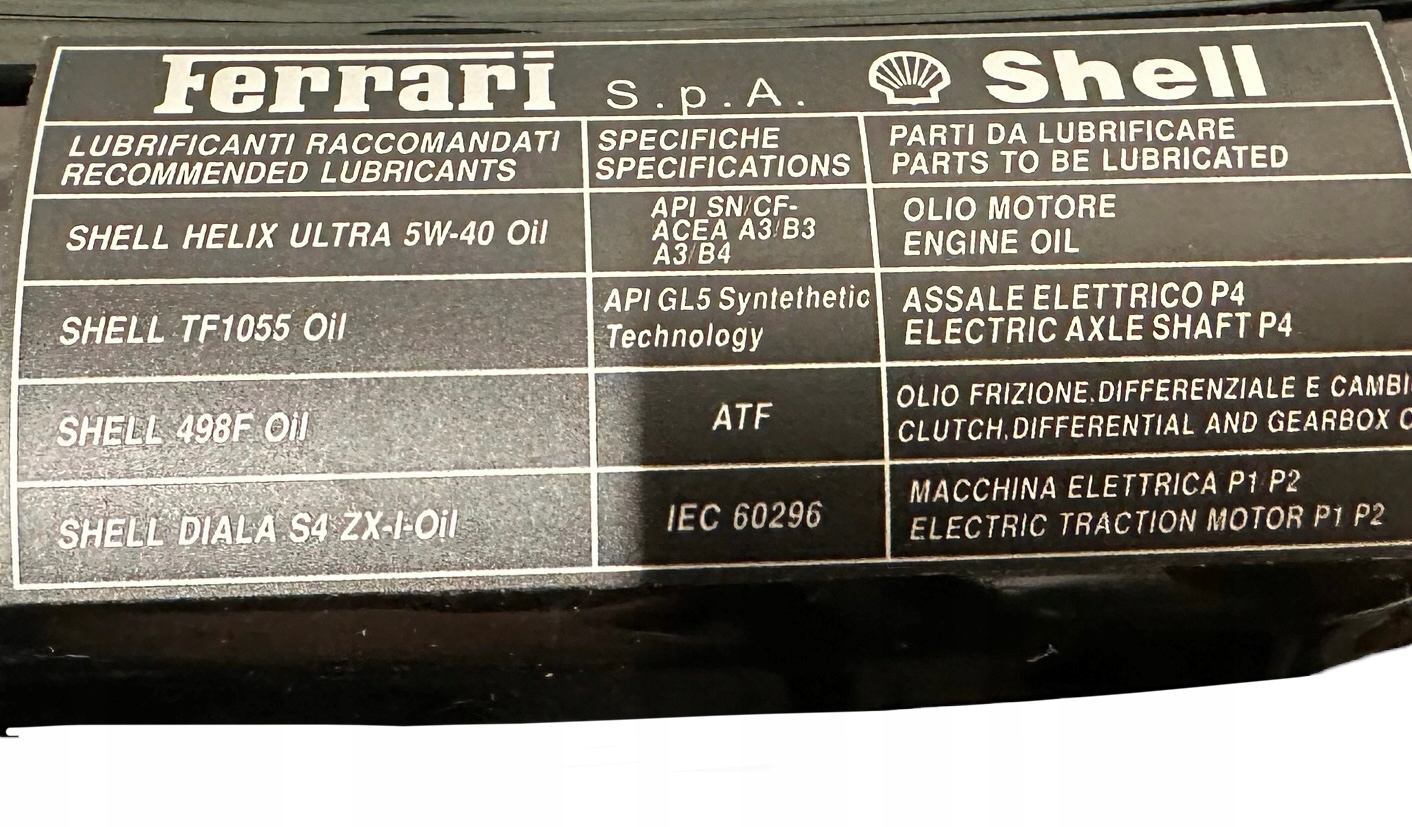 Ferrari S.p.A. Shell
LUBRIFICANTI RACCOMANDATI
RECOMMENDED LUBRICANTS
SPECIFICHE
SPECIFICATIONS
PARTI DA LUBRIFICARE
PARTS TO BE LUBRICATED
SHELL HELIX ULTRA 5W-40 Oil
API SN/CF-
ACEA A3/B3
A3/B4
OLIO MOTORE
ENGINE OIL
SHELL TF1055 Oil
API GL5 Syntethetic
Technology
ASSALE ELETTRICO P4
ELECTRIC AXLE SHAFT P4
SHELL 498F Oil
ATF
OLIO FRIZIONE,DIFFERENZIALE E
CLUTCH,DIFFERENTIAL AND GEARBOX
SHELL DIALA S4 ZX-I-Oil
IEC 60296
MACCHINA ELETTRICA P1/P2
ELECTRIC TRACTION MOTOR P1 P2